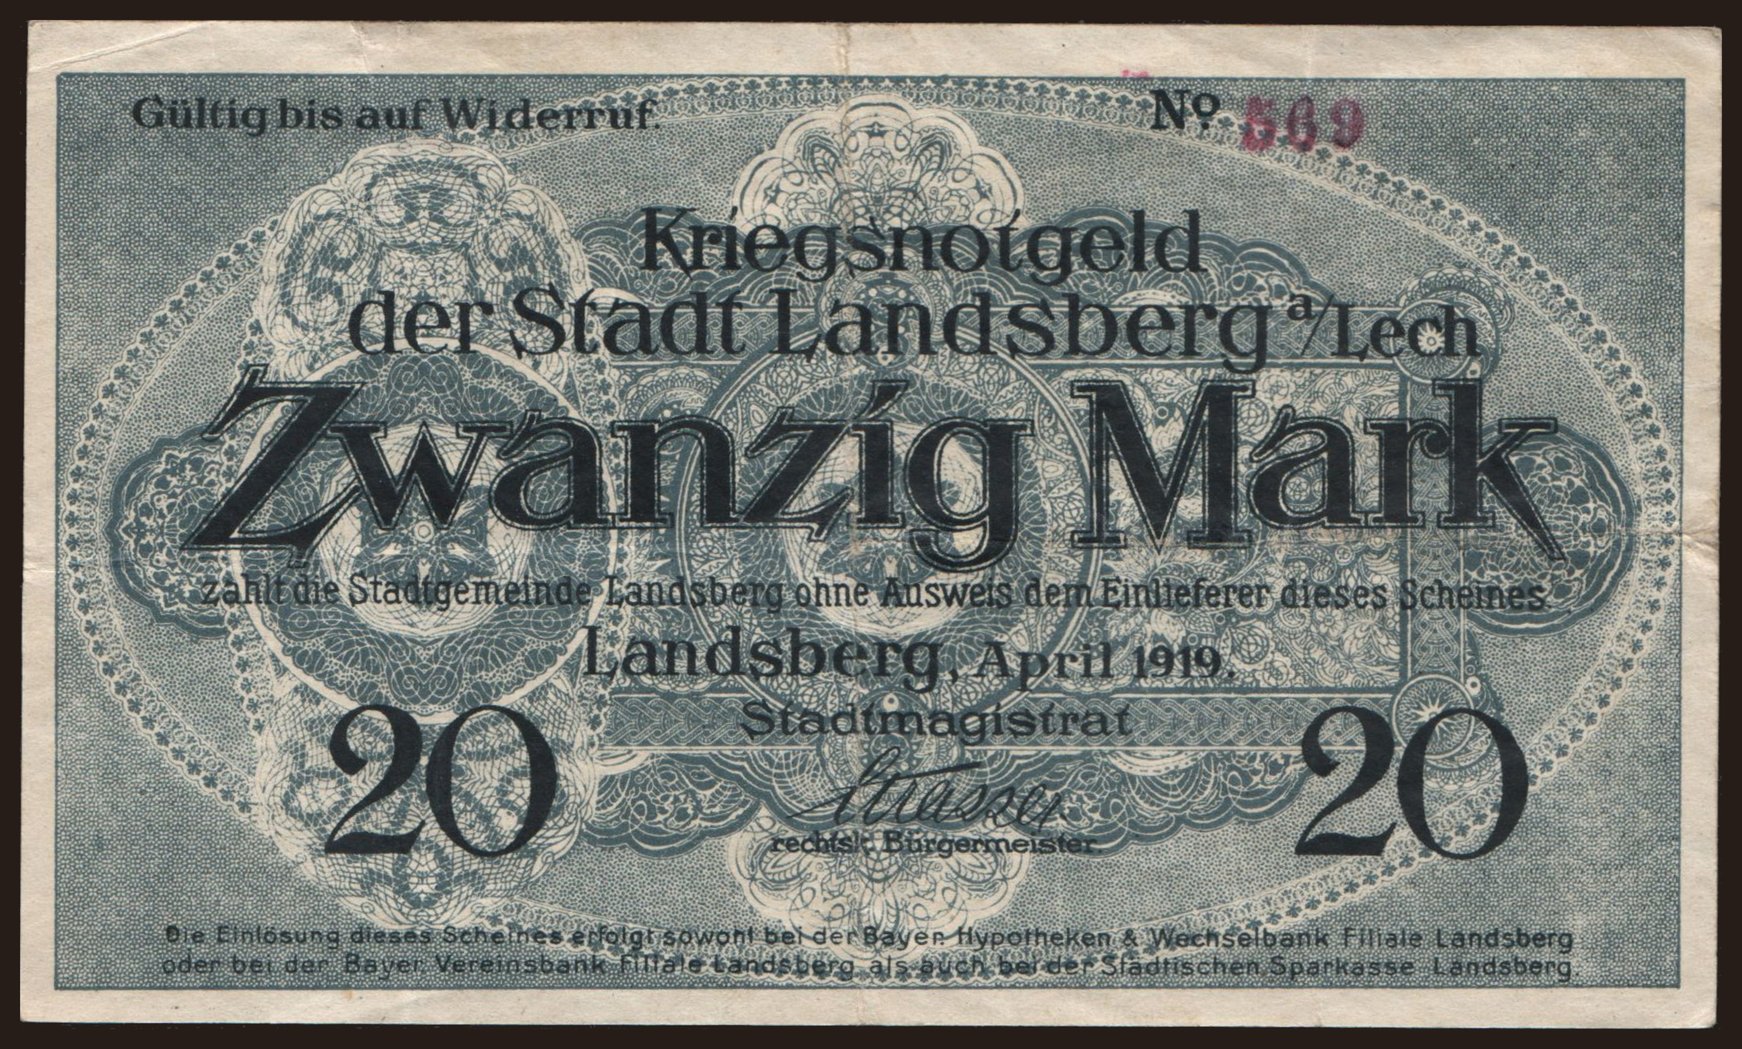 Gültig bis auf Widerruf.
Nº 569
Kriegsnotgeld
der Stadt Landsberg a/Lech
Zwanzig Mark
zahlt die Stadtgemeinde Landsberg ohne Ausweis dem Einlieferer dieses Scheines.
Landsberg, April 1919.
Stadtmagistrat
Strasser
rechtsk. Bürgermeister
20 20
Die Einlösung dieses Scheines erfolgt sowohl bei der Bayer. Hypotheken & Wechselbank Filiale Landsberg
oder bei der Bayer. Vereinsbank Filiale Landsberg als auch bei der Städtischen Sparkasse Landsberg.